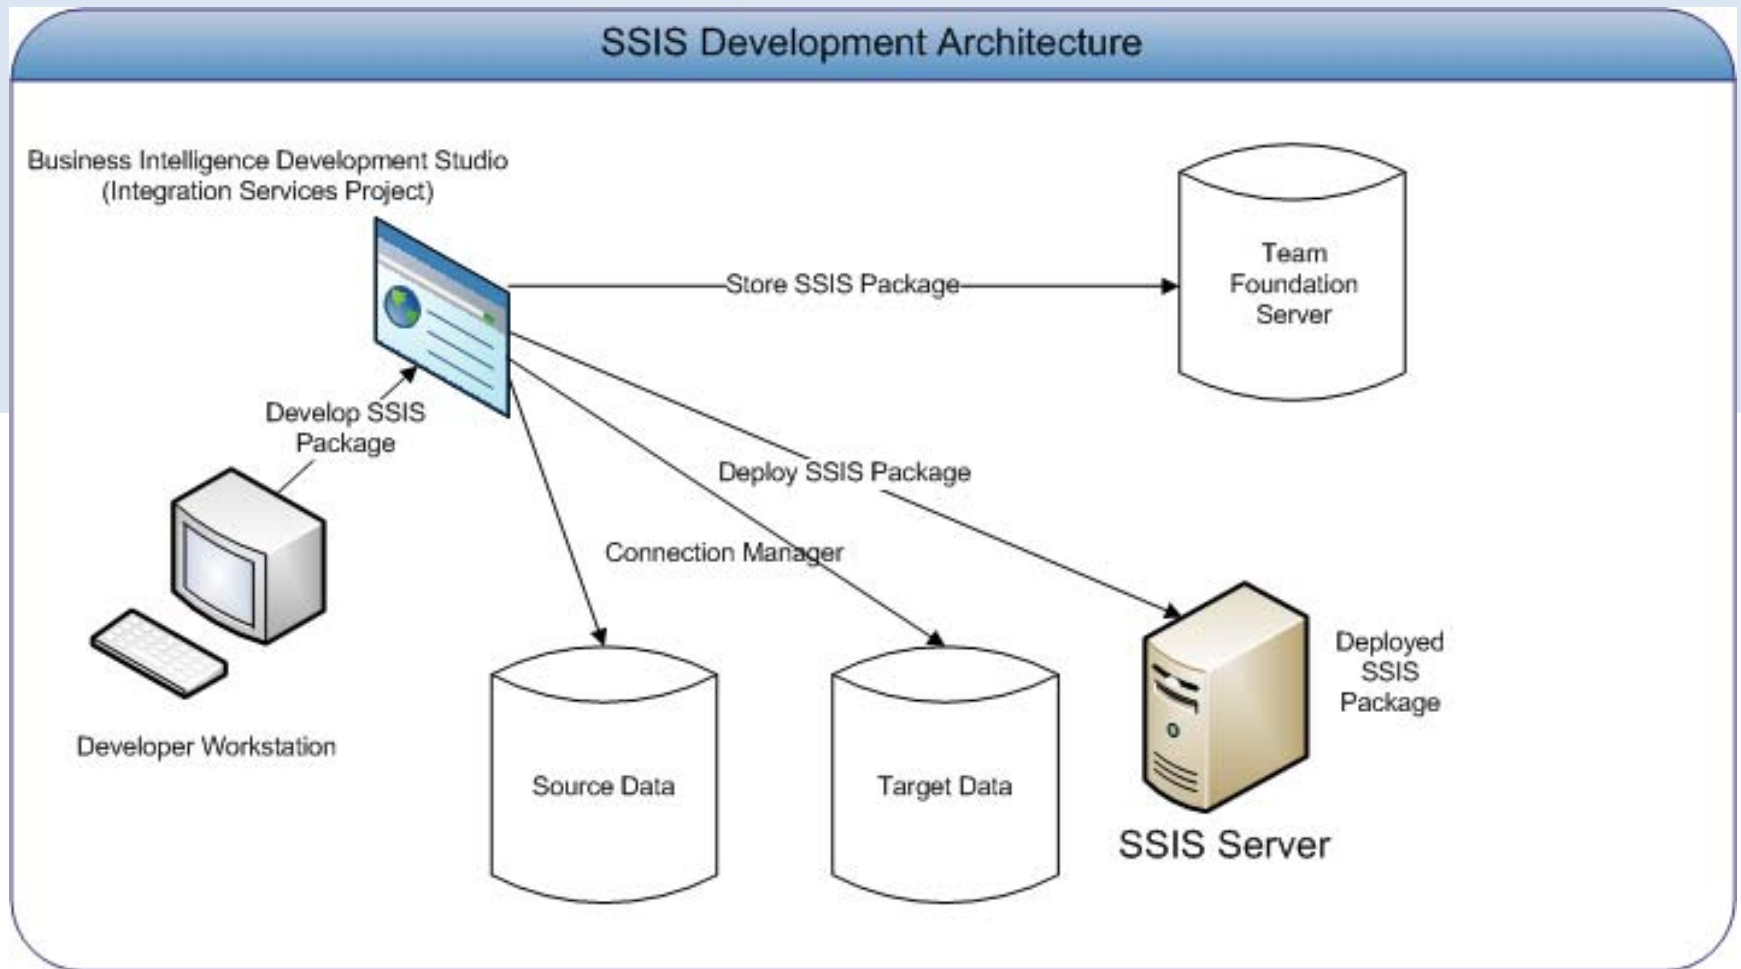 SSIS Development Architecture
Business Intelligence Development Studio
(Integration Services Project)
Team
Foundation
Server
Store SSIS Package
Develop SSIS
Package
Deploy SSIS Package
Connection Manager
Deployed
SSIS
Package
Developer Workstation
Source Data
Target Data
SSIS Server